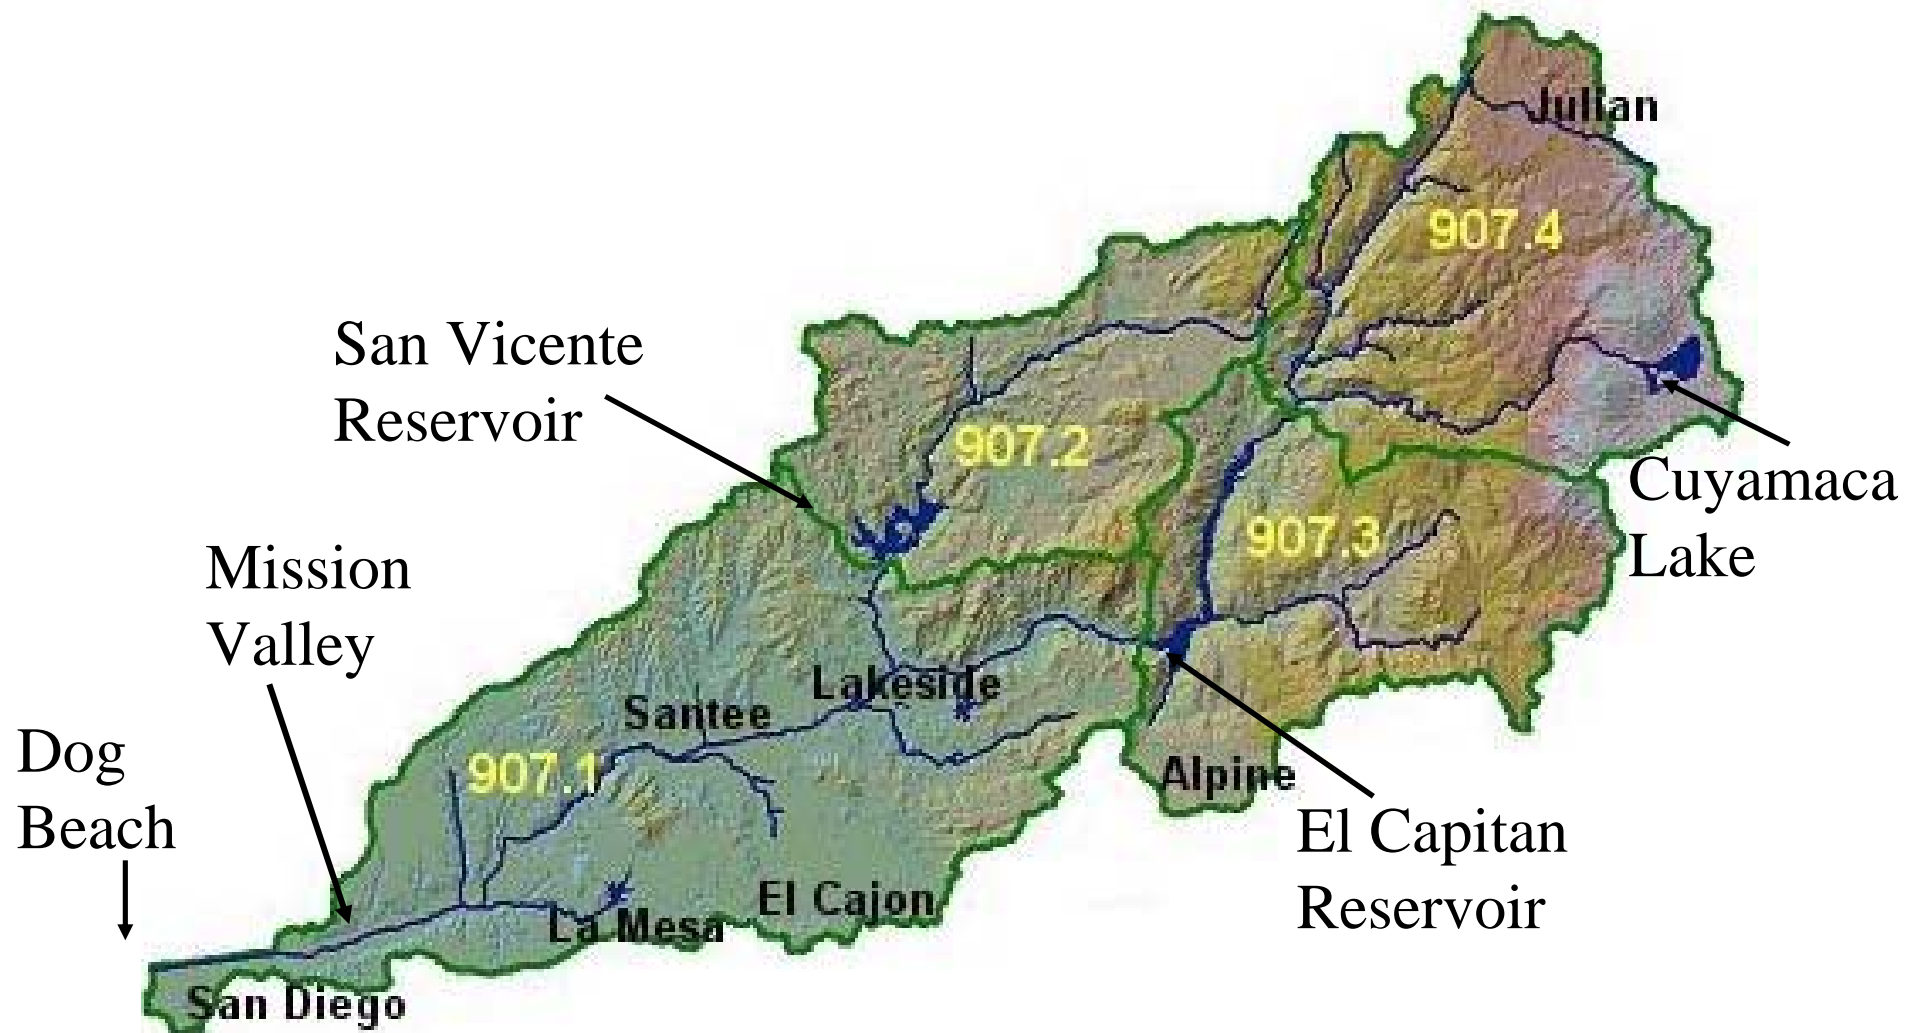 Julian
907.4
San Vicente
Reservoir
907.2
Cuyamaca
Lake
907.3
Mission
Valley
Lakeside
Santee
Dog
Beach
907.1
Alpine
El Capitan
Reservoir
El Cajon
La Mesa
San Diego